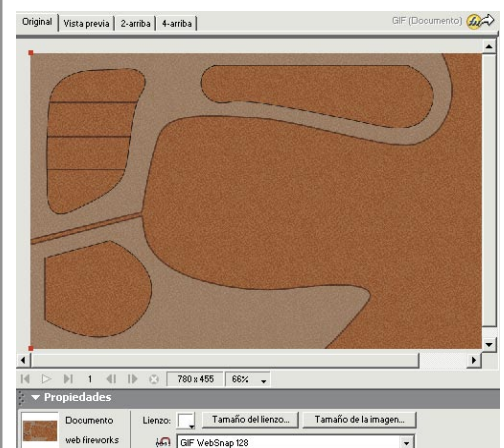 Original Vista previa 2-arriba 4-arriba GIF (Documento)
1 780 x 455 66%
Propiedades
Documento Lienzo: Tamaño del lienzo... Tamaño de la imagen...
web fireworks GIF WebSnap 128